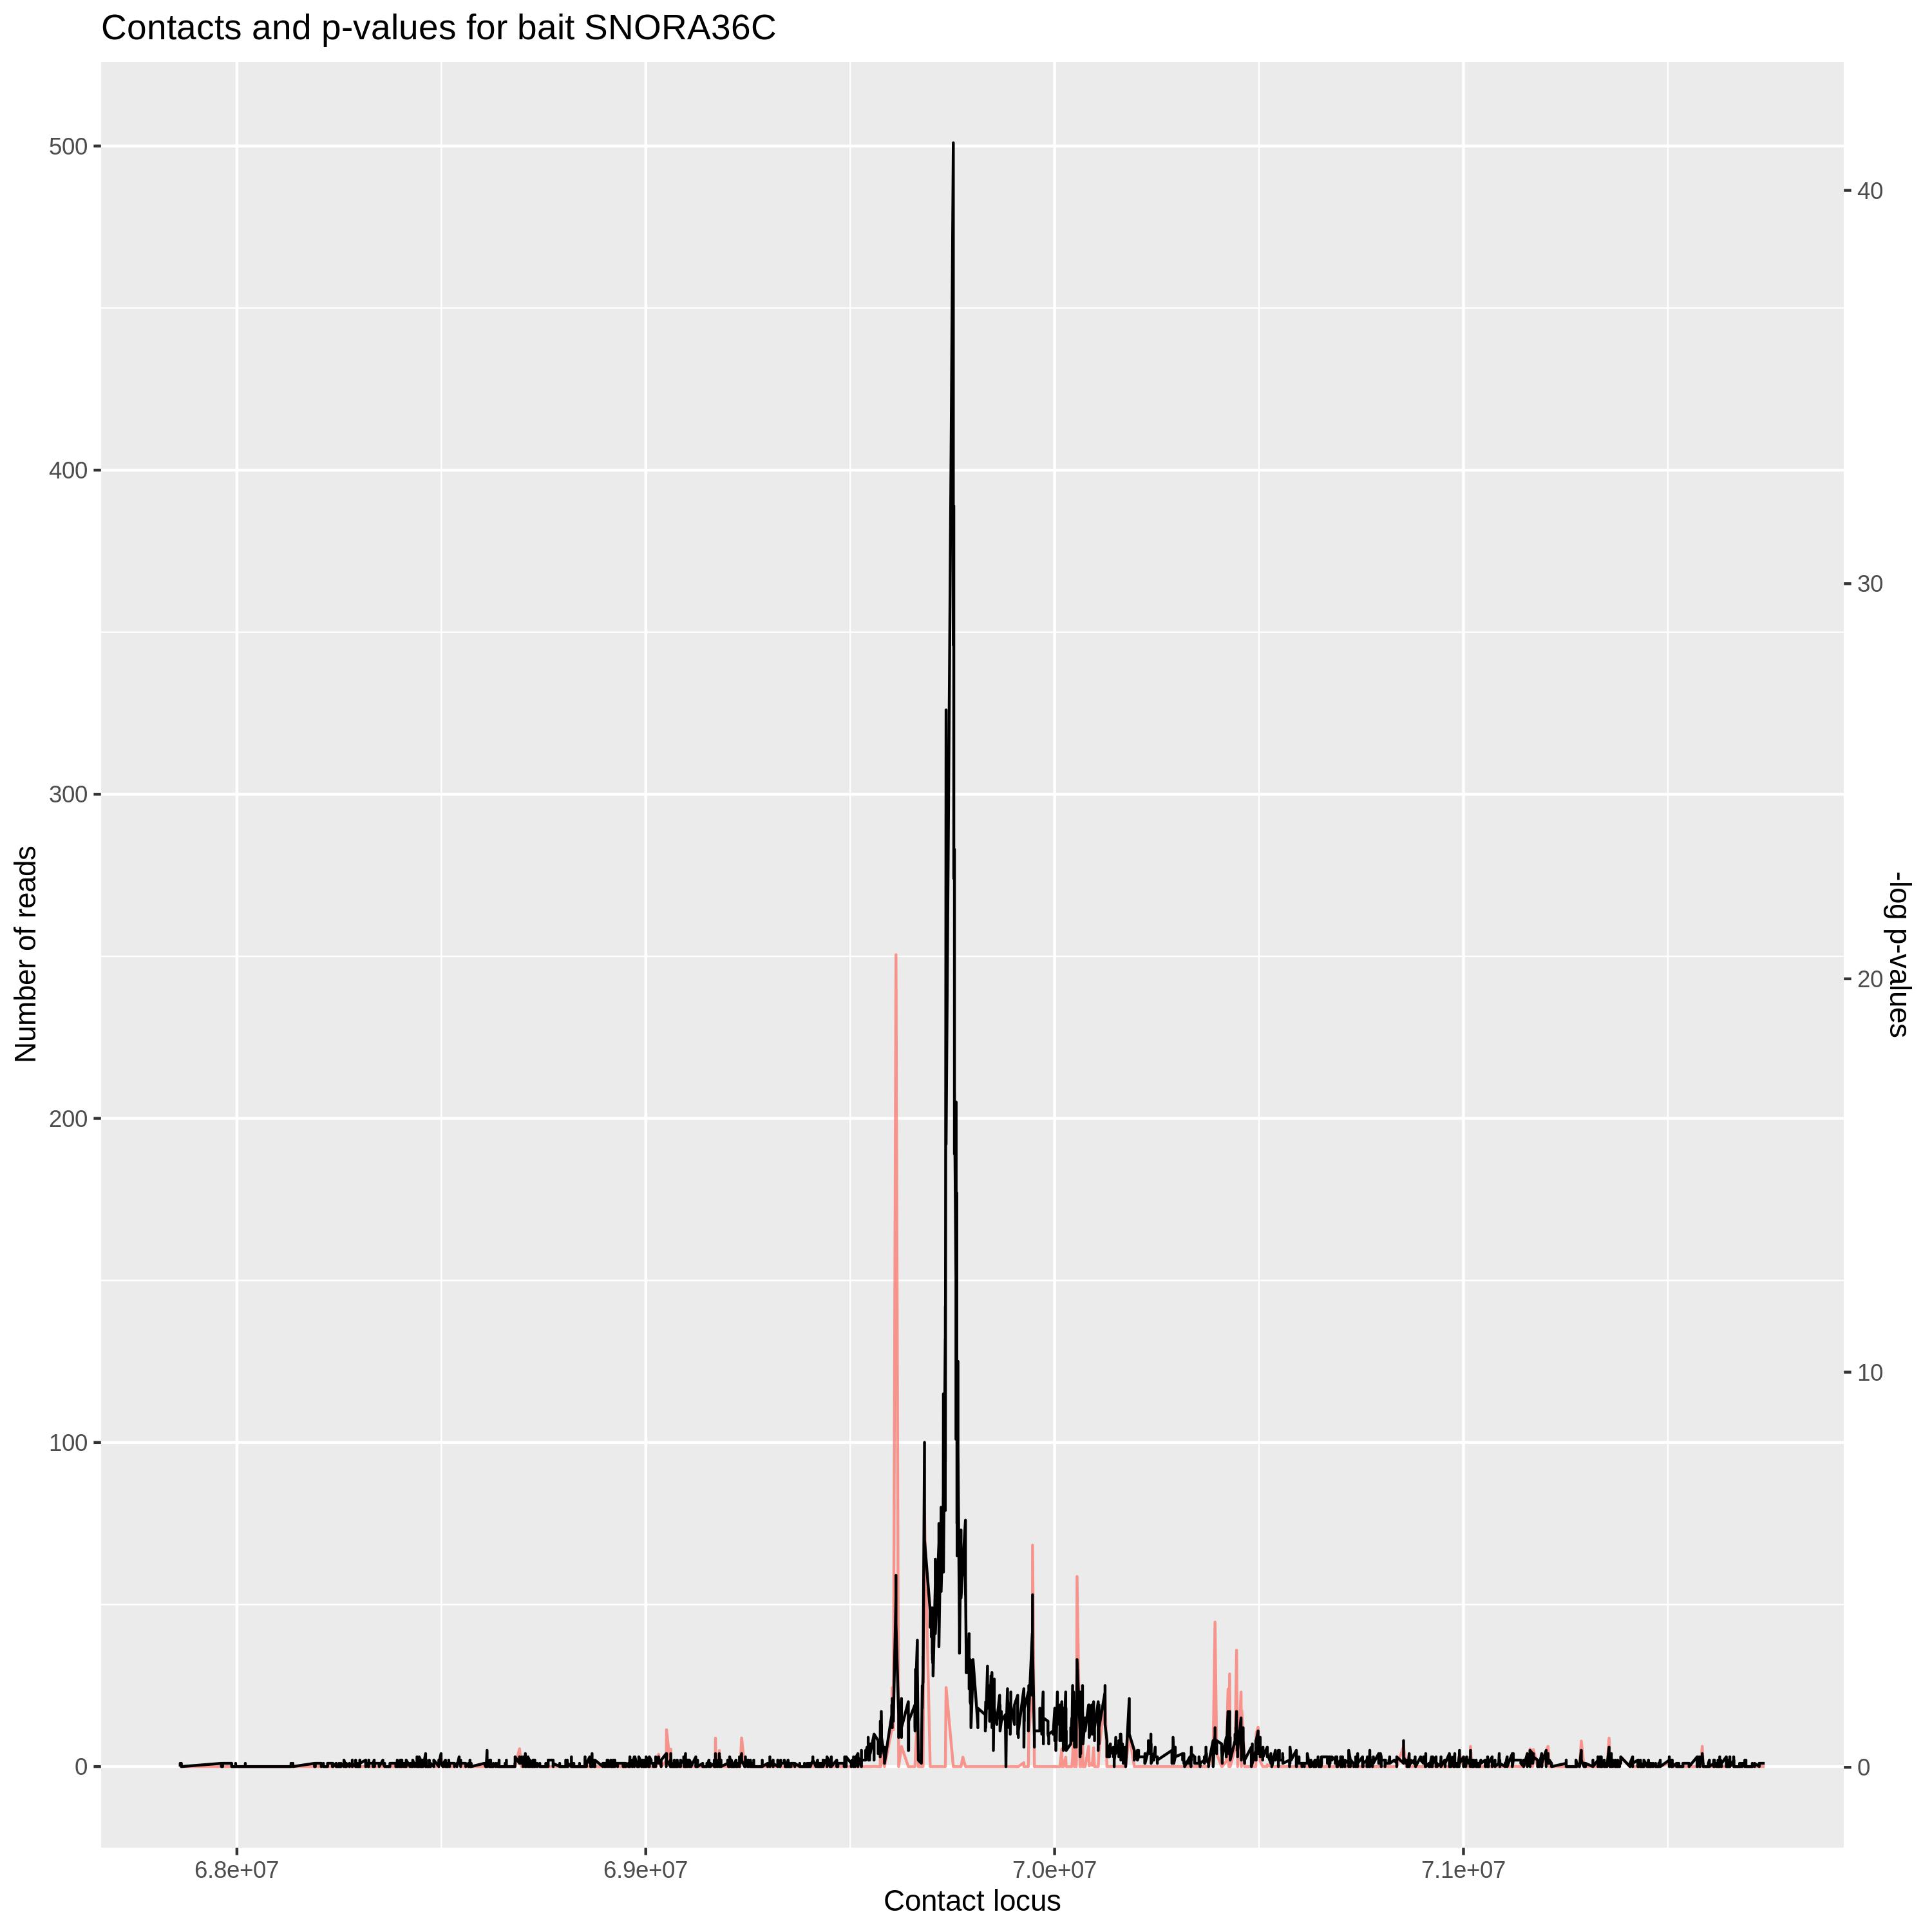 Contacts and p-values for bait SNORA36C
500
400
300
200
100
0
Number of reads
40
30
20
10
0
-log p-values
6.8e+07
6.9e+07
7.0e+07
7.1e+07
Contact locus